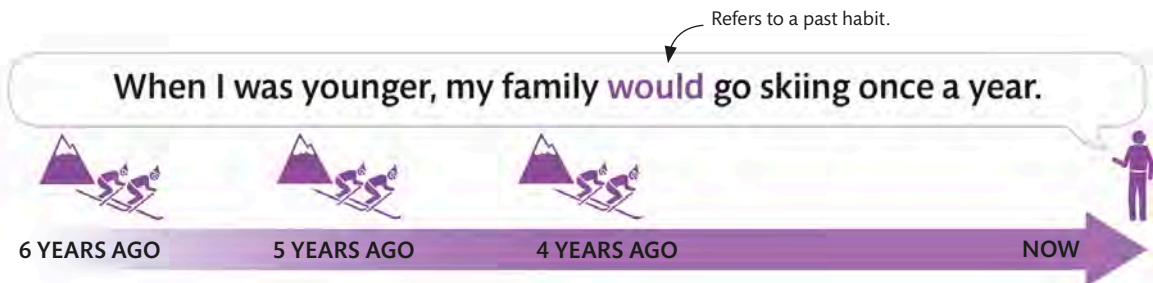 Refers to a past habit.
When I was younger, my family would go skiing once a year.
6 YEARS AGO 5 YEARS AGO 4 YEARS AGO NOW